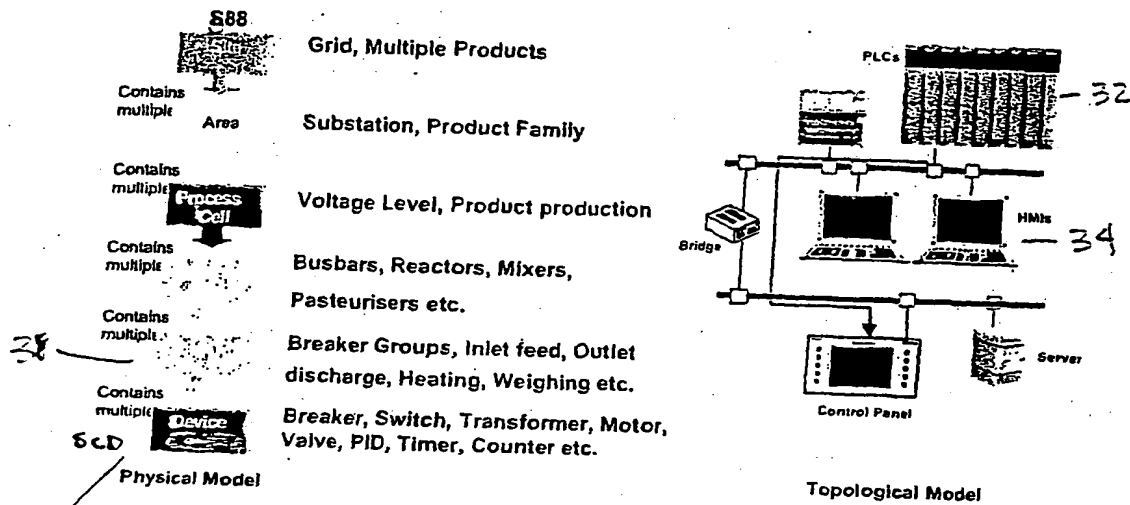 S88
Grid, Multiple Products
Contains
multiple
Area
Substation, Product Family
Contains
multiple
Process
Cell
Voltage Level, Product production
Contains
multiple
Busbars, Reactors, Mixers,
Pasteurisers etc.
Contains
multiple
38
Breaker Groups, Inlet feed, Outlet
discharge, Heating, Weighing etc.
Contains
multiple
Device
SCD
Breaker, Switch, Transformer, Motor,
Valve, PID, Timer, Counter etc.
Physical Model
PLCs
32
Bridge
HMIs
34
Server
Control Panel
Topological Model